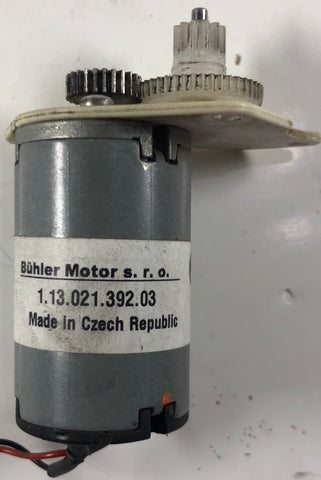 Bühler Motor s. r. o.
1.13.021.392.03
Made in Czech Republic